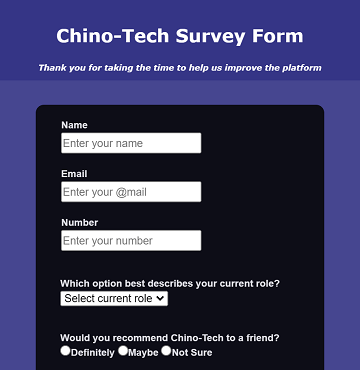 Chino-Tech Survey Form
Thank you for taking the time to help us improve the platform
Name
Enter your name
Email
Enter your @mail
Number
Enter your number
Which option best describes your current role?
Select current role
Would you recommend Chino-Tech to a friend?
Definitely Maybe Not Sure